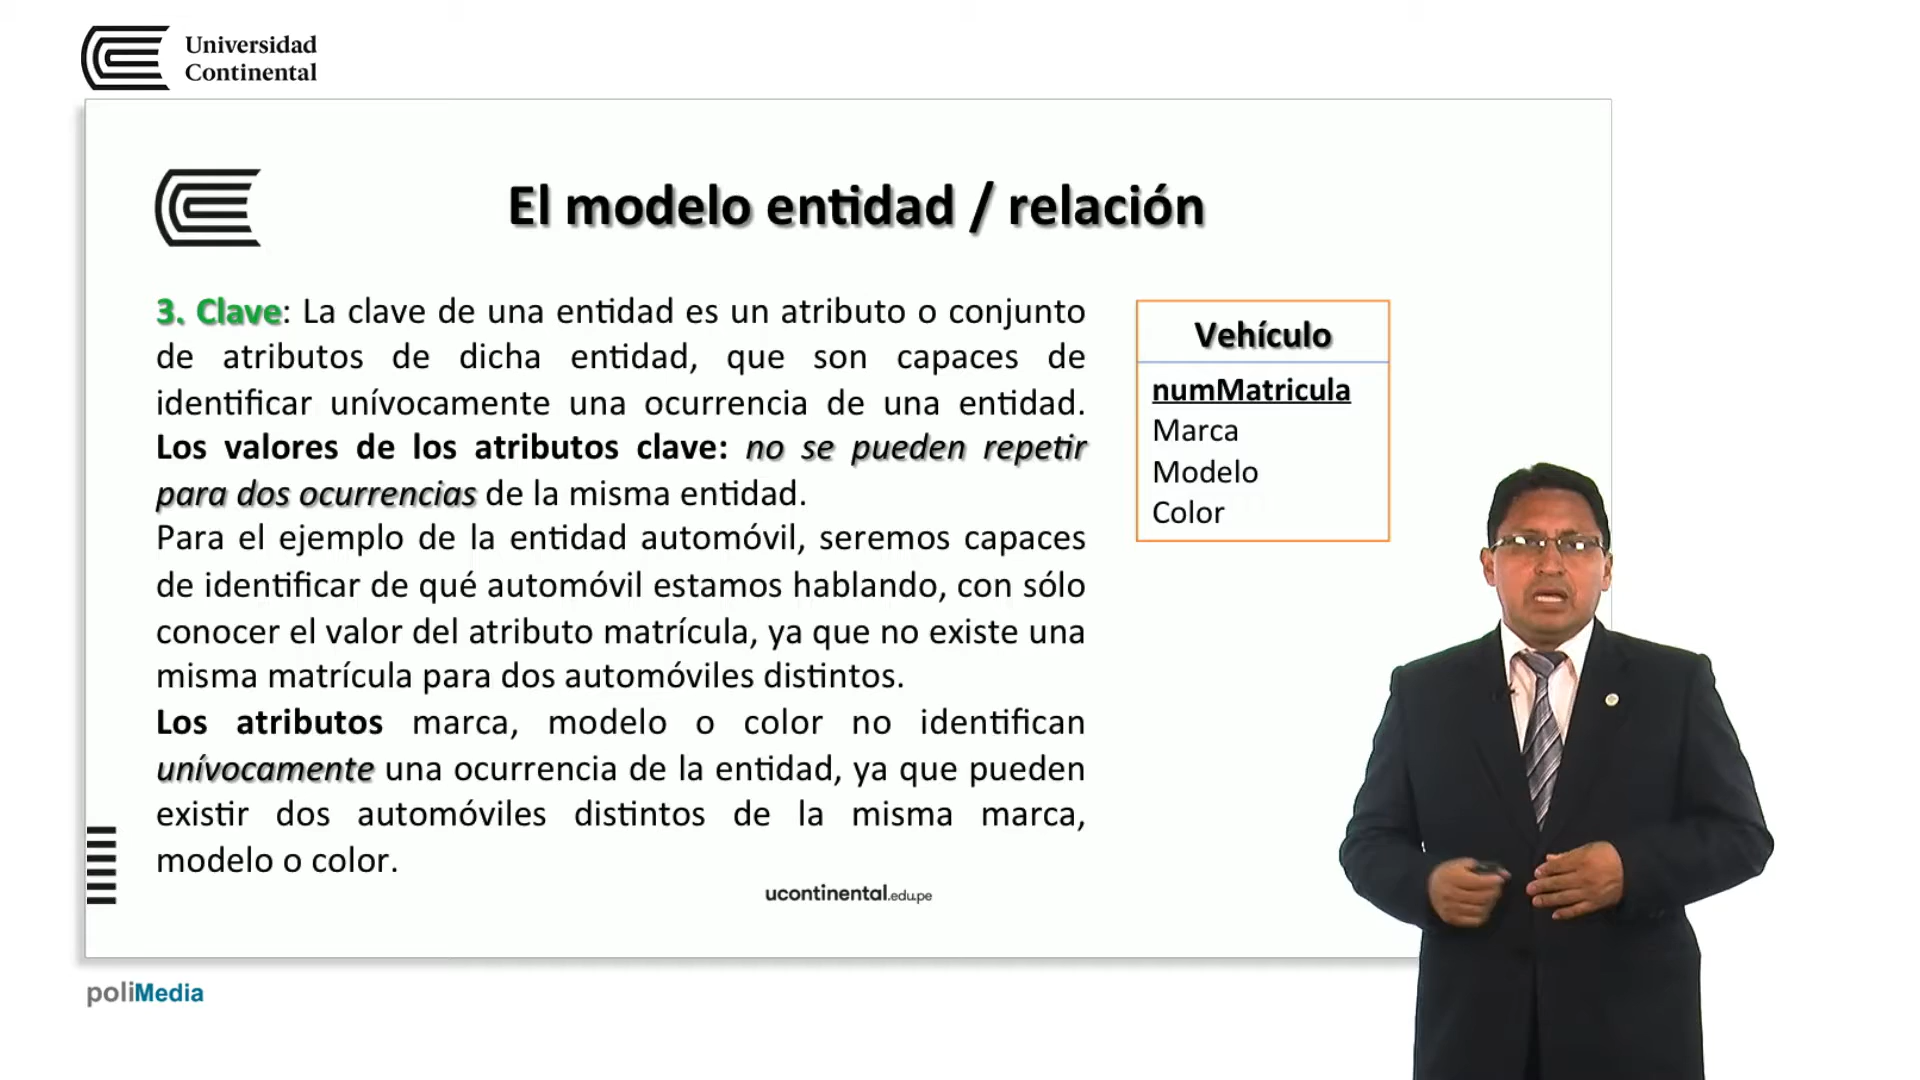 Universidad
Continental
El modelo entidad / relación
3. Clave: La clave de una entidad es un atributo o conjunto
de atributos de dicha entidad, que son capaces de
identificar unívocamente una ocurrencia de una entidad.
Los valores de los atributos clave: no se pueden repetir
para dos ocurrencias de la misma entidad.
Para el ejemplo de la entidad automóvil, seremos capaces
de identificar de qué automóvil estamos hablando, con sólo
conocer el valor del atributo matrícula, ya que no existe una
misma matrícula para dos automóviles distintos.
Los atributos marca, modelo o color no identifican
unívocamente una ocurrencia de la entidad, ya que pueden
existir dos automóviles distintos de la misma marca,
modelo o color.
Vehículo
numMatricula
Marca
Modelo
Color
ucontinental.edu.pe
poliMedia